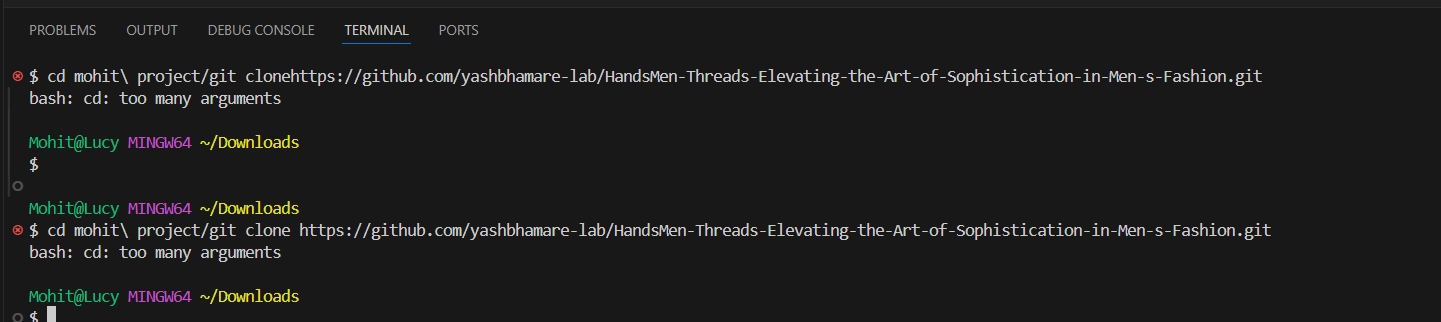 PROBLEMS OUTPUT DEBUG CONSOLE TERMINAL PORTS
$ cd mohit\ project/git clonehttps://github.com/yashbhamare-lab/HandsMen-Threads-Elevating-the-Art-of-Sophistication-in-Men-s-Fashion.git
bash: cd: too many arguments
Mohit@Lucy MINGW64 ~/Downloads
$
Mohit@Lucy MINGW64 ~/Downloads
$ cd mohit\ project/git clone https://github.com/yashbhamare-lab/HandsMen-Threads-Elevating-the-Art-of-Sophistication-in-Men-s-Fashion.git
bash: cd: too many arguments
Mohit@Lucy MINGW64 ~/Downloads
$